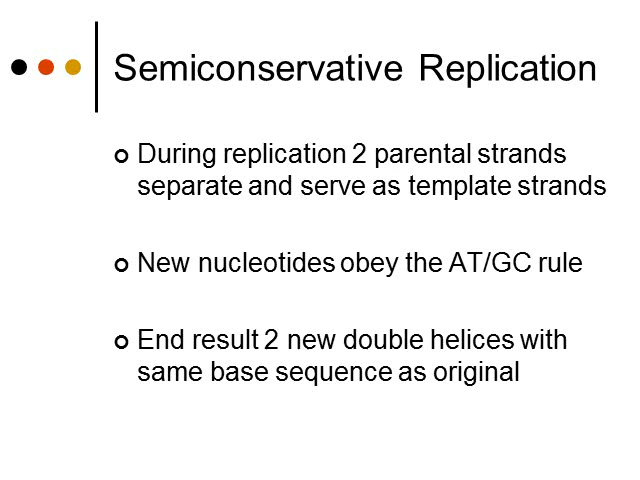 Semiconservative Replication
During replication 2 parental strands
separate and serve as template strands
New nucleotides obey the AT/GC rule
End result 2 new double helices with
same base sequence as original